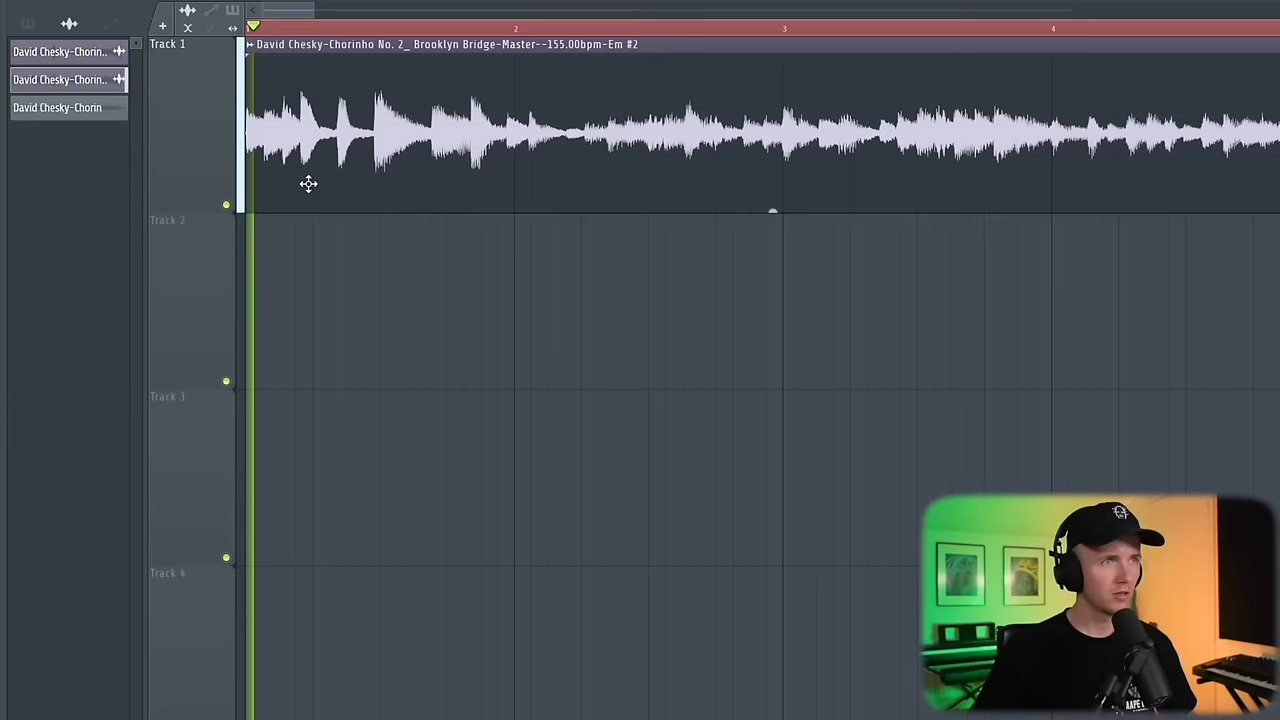 2
3
4
David Chesky-Chorin..
Track 1
David Chesky-Chorinho No. 2_ Brooklyn Bridge-Master--155.00bpm-Em #2
David Chesky-Chorin..
David Chesky-Chorin
Track 2
Track 3
Track 4